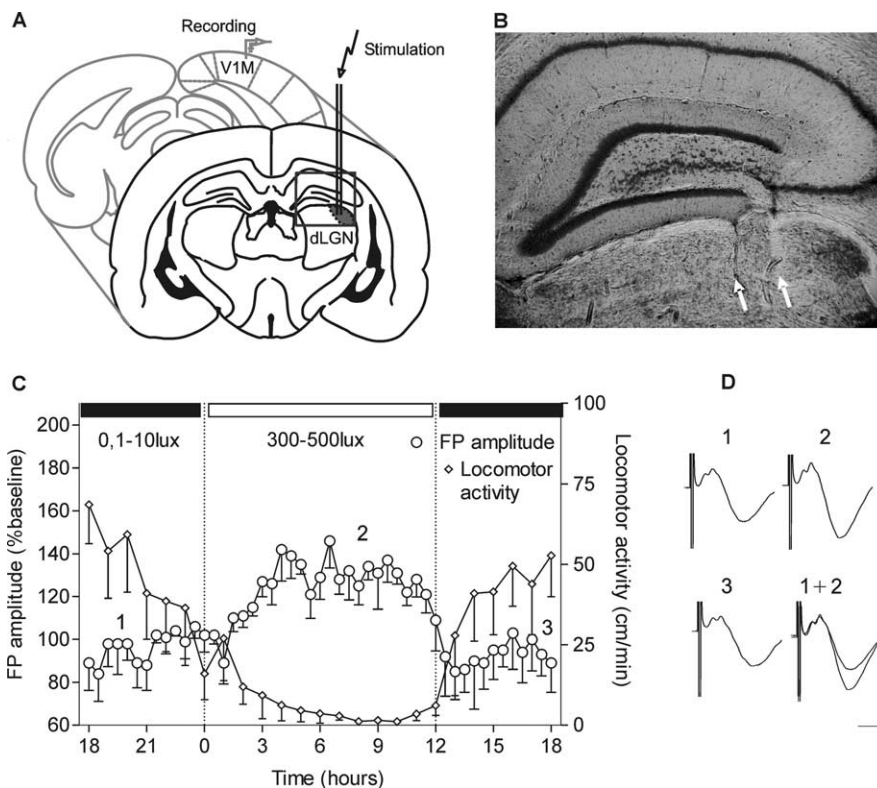 A
Recording
V1M
Stimulation
dLGN
B
C
0,1-10lux
300-500lux
FP amplitude
Locomotor
activity
1
2
3
FP amplitude (%baseline)
200
180
160
140
120
100
80
60
Locomotor activity (cm/min)
100
75
50
25
0
18
21
0
3
6
9
12
15
18
Time (hours)
D
1
2
3
1+2